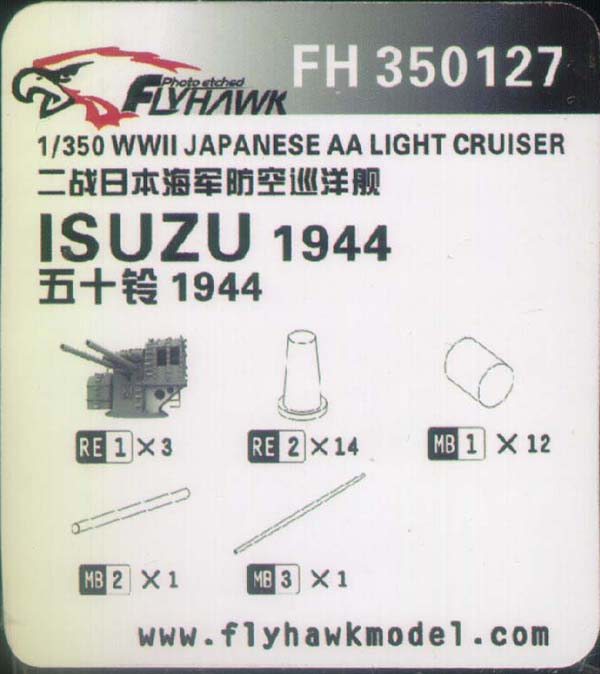 Photo etched
FLYHAWK
FH 350127
1/350 WWII JAPANESE AA LIGHT CRUISER
二战日本海军防空巡洋舰
ISUZU 1944
五十铃 1944
RE 1 ×3
RE 2 ×14
MB 1 ×12
MB 2 ×1
MB 3 ×1
www.flyhawkmodel.com